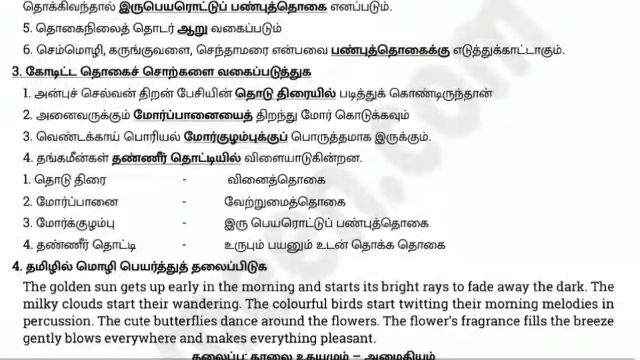 தொக்கிவந்தால் இருபெயரொட்டுப் பண்புத்தொகை எனப்படும்.
5. தொகைநிலைத் தொடர் ஆறு வகைப்படும்
6. செம்மொழி, கருங்குவளை, செந்தாமரை என்பவை பண்புத்தொகைக்கு எடுத்துக்காட்டாகும்.
3. கோடிட்ட தொகைச் சொற்களை வகைப்படுத்துக
1. அன்புச் செல்வன் திறன் பேசியின் தொடு திரையில் படித்துக் கொண்டிருந்தான்
2. அனைவருக்கும் மோர்ப்பானையைத் திறந்து மோர் கொடுக்கவும்
3. வெண்டக்காய் பொரியல் மோர்குழம்புக்குப் பொருத்தமாக இருக்கும்.
4. தங்கமீன்கள் தண்ணீர் தொட்டியில் விளையாடுகின்றன.
1. தொடு திரை - வினைத்தொகை
2. மோர்ப்பானை - வேற்றுமைத்தொகை
3. மோர்க்குழம்பு - இரு பெயரொட்டுப் பண்புத்தொகை
4. தண்ணீர் தொட்டி - உருபும் பயனும் உடன் தொக்க தொகை
4. தமிழில் மொழி பெயர்த்துத் தலைப்பிடுக
The golden sun gets up early in the morning and starts its bright rays to fade away the dark. The
milky clouds start their wandering. The colourful birds start twitting their morning melodies in
percussion. The cute butterflies dance around the flowers. The flower's fragrance fills the breeze
gently blows everywhere and makes everything pleasant.
தலைப்பு: காலை உதயமும் – அமைதியும்